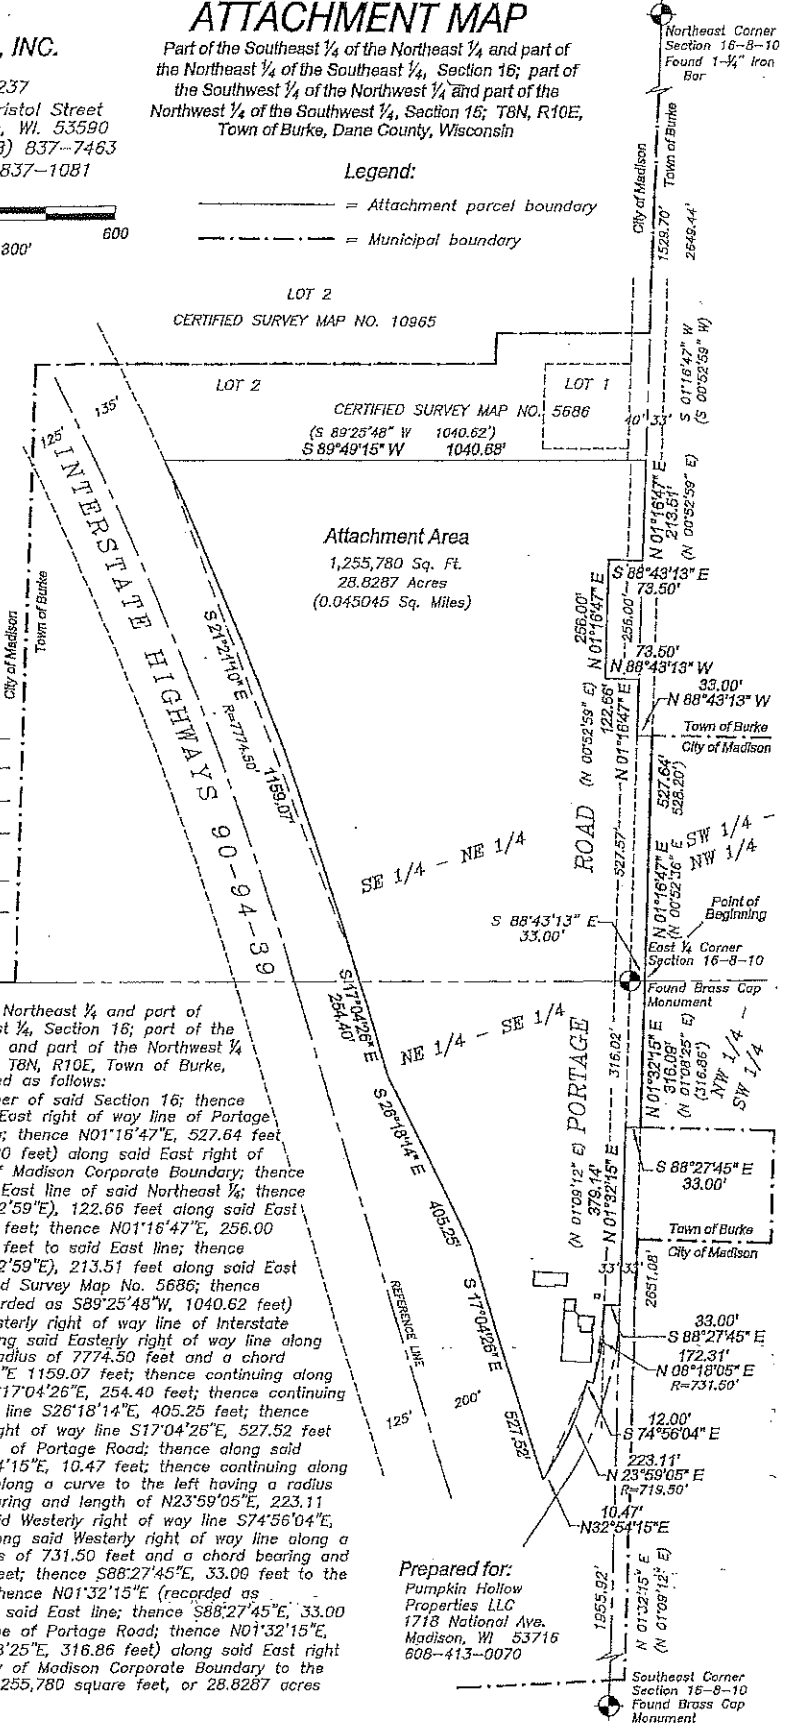 ATTACHMENT MAP
Part of the Southeast ¼ of the Northeast ¼ and part of
the Northeast ¼ of the Southeast ¼, Section 16; part of
the Southwest ¼ of the Northwest ¼ and part of the
Northwest ¼ of the Southwest ¼, Section 15; T8N, R10E,
Town of Burke, Dane County, Wisconsin
, INC.
237
ristol Street
, WI. 53590
8) 837-7463
837-1081
600
300'
Legend:
= Attachment parcel boundary
= Municipal boundary
Northeast Corner
Section 16-8-10
Found 1-¼" Iron
Bar
City of Madison
Town of Burke
1529.70'
2649.44'
S 01°16'47" W
(S 00°52'59" W)
LOT 2
CERTIFIED SURVEY MAP NO. 10965
LOT 2
LOT 1
CERTIFIED SURVEY MAP NO. 5686
(S 89°25'48" W 1040.62')
S 89°49'15" W 1040.68'
40' 33'
135'
125'
INTERSTATE HIGHWAYS 90-94-39
City of Madison
Town of Burke
Attachment Area
1,255,780 Sq. Ft.
28.8287 Acres
(0.045045 Sq. Miles)
N 01°16'47" E
213.51'
(N 00°52'59" E)
S 88°43'13" E
73.50'
256.00'
N 01°16'47" E
256.00'
73.50'
N 88°43'13" W
33.00'
N 88°43'13" W
Town of Burke
City of Madison
S 21°21'10" E
R=7774.50'
1159.07'
(N 00°52'59" E)
122.66'
N 01°16'47" E
527.57'
527.64'
528.20')
N 01°16'47" E
(N 00°52'36" E
SW 1/4 -
NW 1/4
SE 1/4 - NE 1/4
ROAD
Point of
Beginning
S 88°43'13" E
33.00'
East ¼ Corner
Section 16-8-10
Found Brass Cap
Monument
S 17°04'26" E
254.40'
NE 1/4 - SE 1/4
PORTAGE
316.02'
N 01°32'15" E
316.09'
(N 01°08'25" E)
(316.86')
NW 1/4 -
SW 1/4
S 26°18'14" E
405.25'
(N 01°09'12" E)
379.14'
N 01°32'15" E
S 88°27'45" E
33.00'
Town of Burke
City of Madison
33' 33'
2651.08'
S 17°04'26" E
527.52'
REFERENCE LINE
125'
200'
33.00'
S 88°27'45" E
172.31'
N 08°18'05" E
R=731.50'
12.00'
S 74°56'04" E
223.11'
N 23°59'05" E
R=719.50'
10.47'
N32°54'15"E
Northeast ¼ and part of
t ¼, Section 16; part of the
and part of the Northwest ¼
T8N, R10E, Town of Burke,
ed as follows:
er of said Section 16; thence
East right of way line of Portage
; thence N01°16'47"E, 527.64 feet
0 feet) along said East right of
f Madison Corporate Boundary; thence
East line of said Northeast ¼; thence
2'59"E), 122.66 feet along said East
feet; thence N01°16'47"E, 256.00
feet to said East line; thence
2'59"E), 213.51 feet along said East
d Survey Map No. 5686; thence
rded as S89°25'48"W, 1040.62 feet)
sterly right of way line of Interstate
ng said Easterly right of way line along
adius of 7774.50 feet and a chord
"E 1159.07 feet; thence continuing along
17°04'26"E, 254.40 feet; thence continuing
line S26°18'14"E, 405.25 feet; thence
ght of way line S17°04'26"E, 527.52 feet
of Portage Road; thence along said
4'15"E, 10.47 feet; thence continuing along
along a curve to the left having a radius
aring and length of N23°59'05"E, 223.11
id Westerly right of way line S74°56'04"E,
ong said Westerly right of way line along a
s of 731.50 feet and a chord bearing and
eet; thence S88°27'45"E, 33.00 feet to the
hence N01°32'15"E (recorded as
said East line; thence S88°27'45"E, 33.00
ne of Portage Road; thence N01°32'15"E,
8'25"E, 316.86 feet) along said East right
y of Madison Corporate Boundary to the
255,780 square feet, or 28.8287 acres
Prepared for:
Pumpkin Hollow
Properties LLC
1718 National Ave.
Madison, WI 53716
608-413-0070
1955.92'
N 01°32'15" E
(N 01°09'12" E)
Southeast Corner
Section 16-8-10
Found Brass Cap
Monument